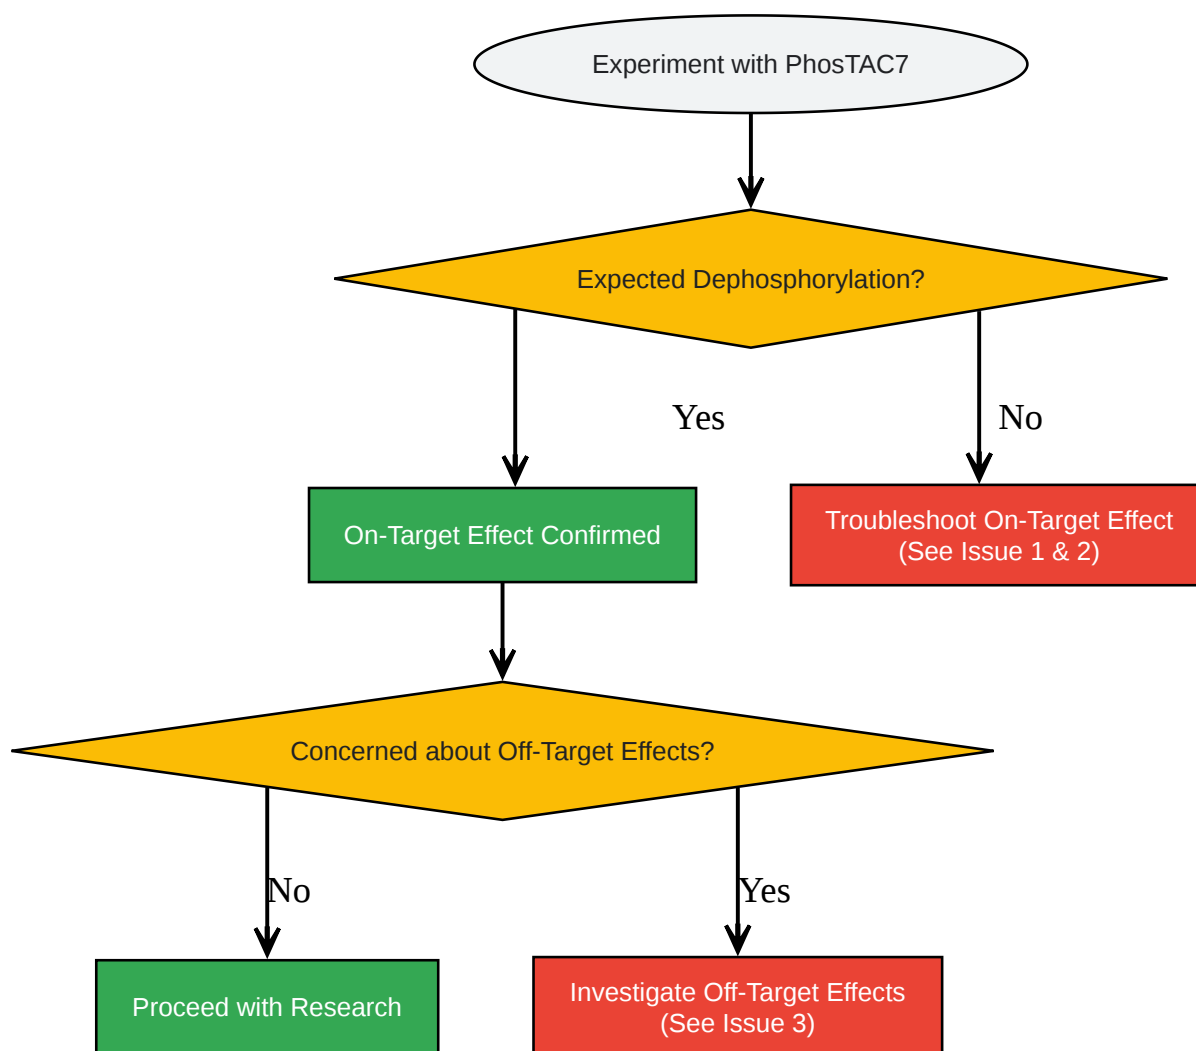 Experiment with PhosTAC7
Expected Dephosphorylation?
Yes
No
On-Target Effect Confirmed
Troubleshoot On-Target Effect
(See Issue 1 & 2)
Concerned about Off-Target Effects?
No
Yes
Proceed with Research
Investigate Off-Target Effects
(See Issue 3)